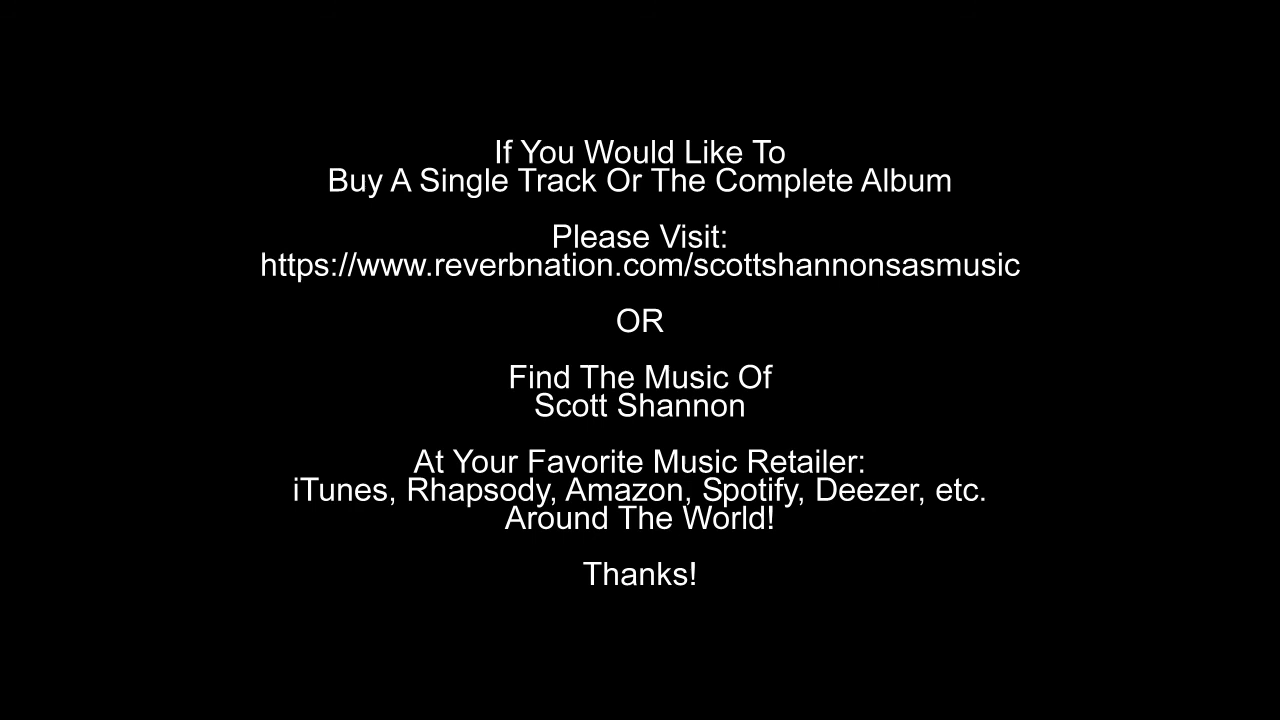 If You Would Like To
Buy A Single Track Or The Complete Album
Please Visit:
https://www.reverbnation.com/scottshannonsasmusic
OR
Find The Music Of
Scott Shannon
At Your Favorite Music Retailer:
iTunes, Rhapsody, Amazon, Spotify, Deezer, etc.
Around The World!
Thanks!